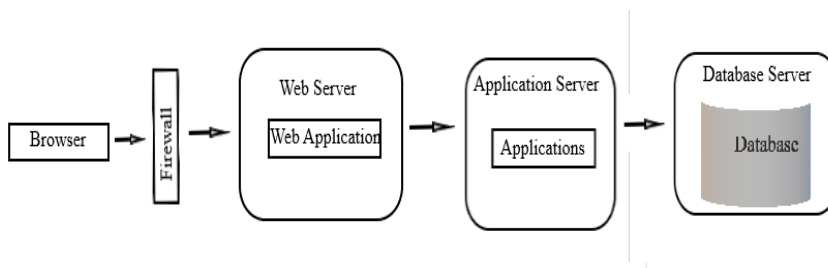 Browser
Firewall
Web Server
Web Application
Application Server
Applications
Database Server
Database